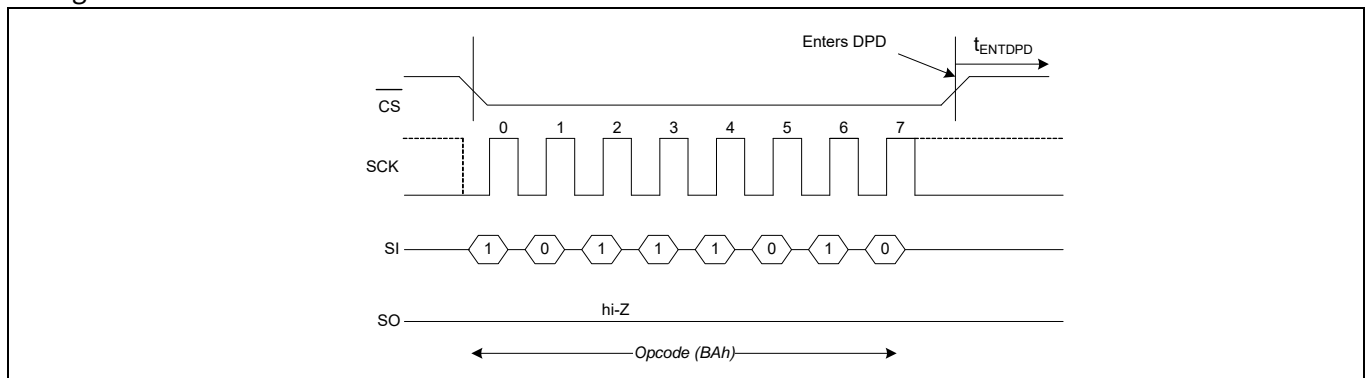 Enters DPD
tENTDPD
CS
0 1 2 3 4 5 6 7
SCK
SI 1 0 1 1 1 0 1 0
hi-Z
SO
Opcode (BAh)